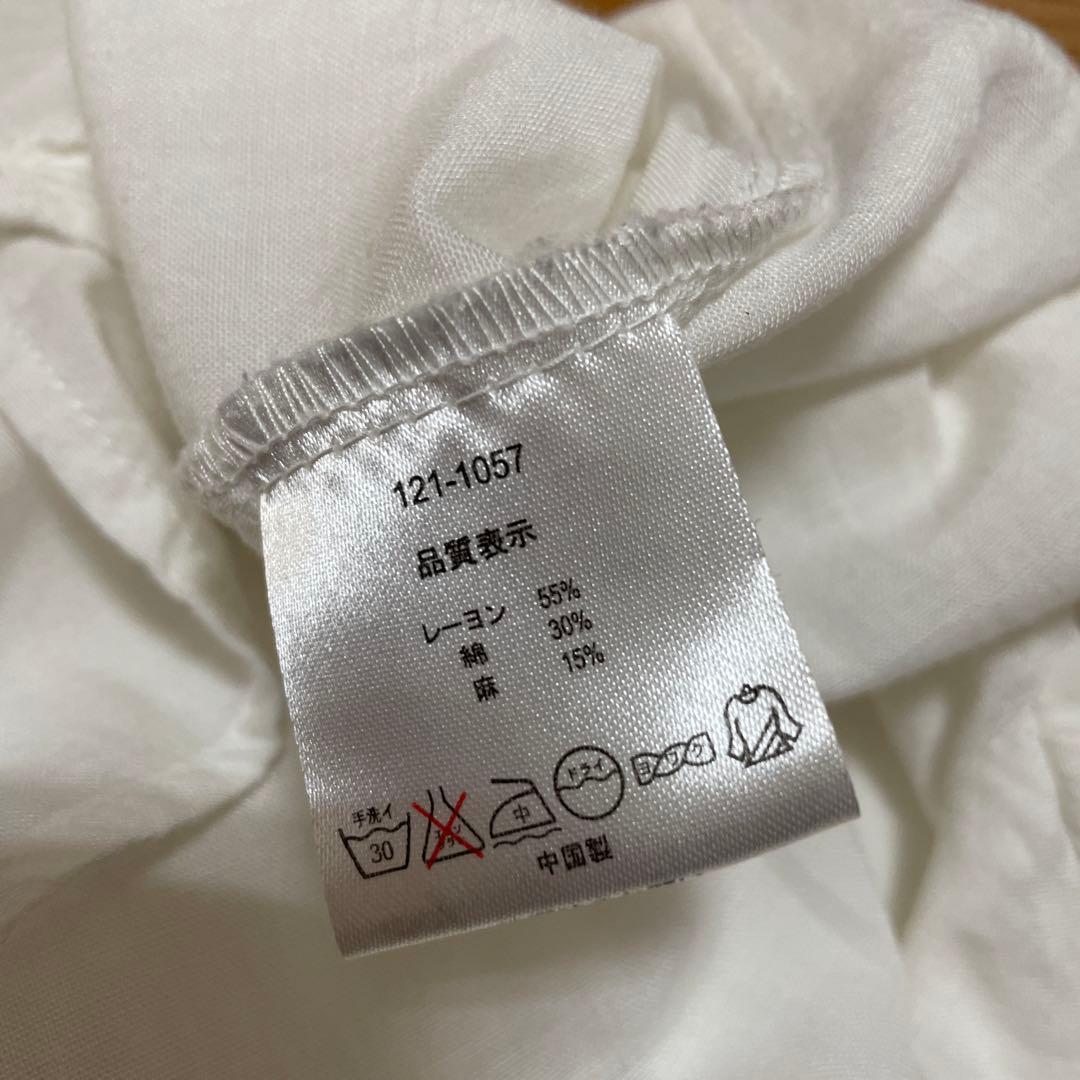 121-1057
品質表示
レーヨン 55%
綿 30%
麻 15%
手洗イ
30
中
ドライ
中国製